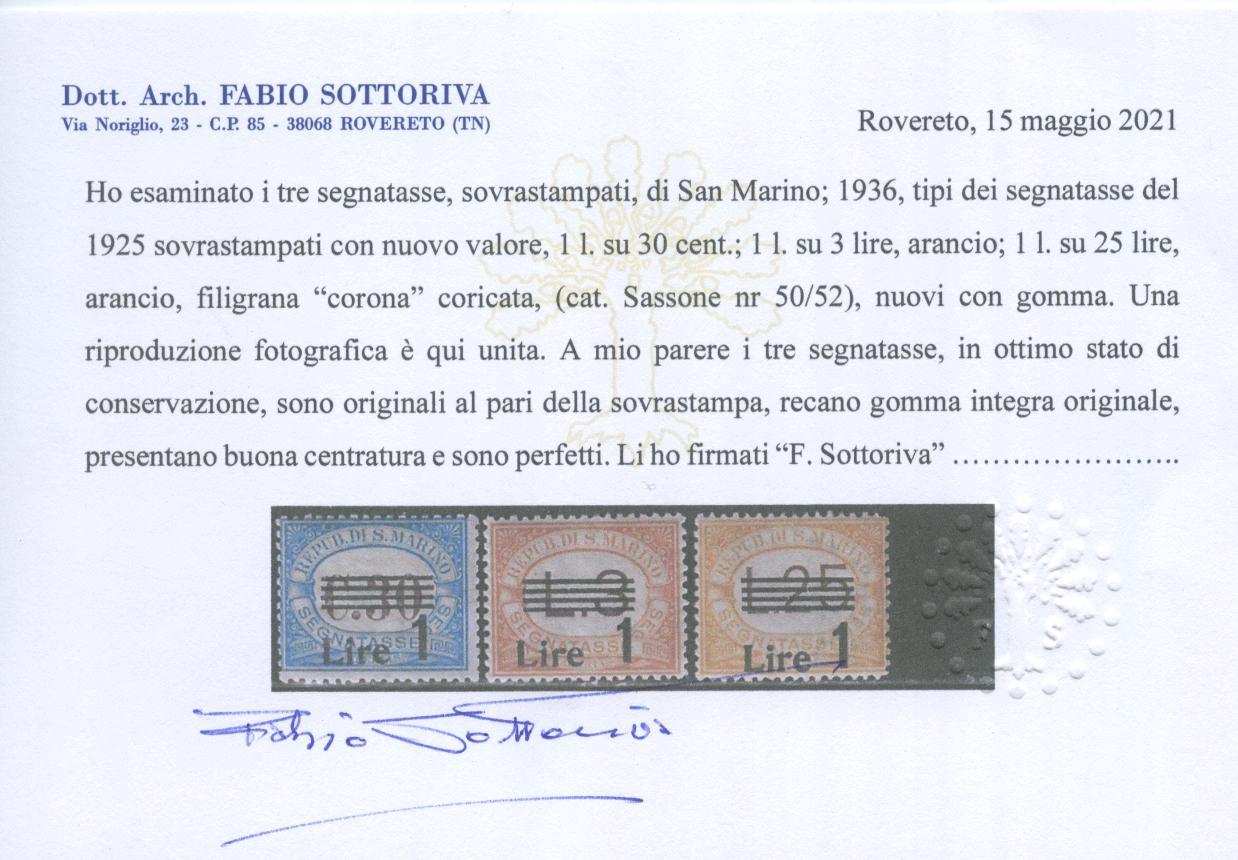 Dott. Arch. FABIO SOTTORIVA
Via Noriglio, 23 - C.P. 85 - 38068 ROVERETO (TN)
Rovereto, 15 maggio 2021
Ho esaminato i tre segnatasse, sovrastampati, di San Marino; 1936, tipi dei segnatasse del
1925 sovrastampati con nuovo valore, 1 l. su 30 cent.; 1 l. su 3 lire, arancio; 1 l. su 25 lire,
arancio, filigrana “corona” coricata, (cat. Sassone nr 50/52), nuovi con gomma. Una
riproduzione fotografica è qui unita. A mio parere i tre segnatasse, in ottimo stato di
conservazione, sono originali al pari della sovrastampa, recano gomma integra originale,
presentano buona centratura e sono perfetti. Li ho firmati “F. Sottoriva” ........................
REPUB. DI S. MARINO
C.30
SEGNATASSE
Lire 1
REPUB. DI S. MARINO
L.3
SEGNATASSE
Lire 1
REPUB. DI S. MARINO
L.25
SEGNATASSE
Lire 1
Fabio Sottoriva